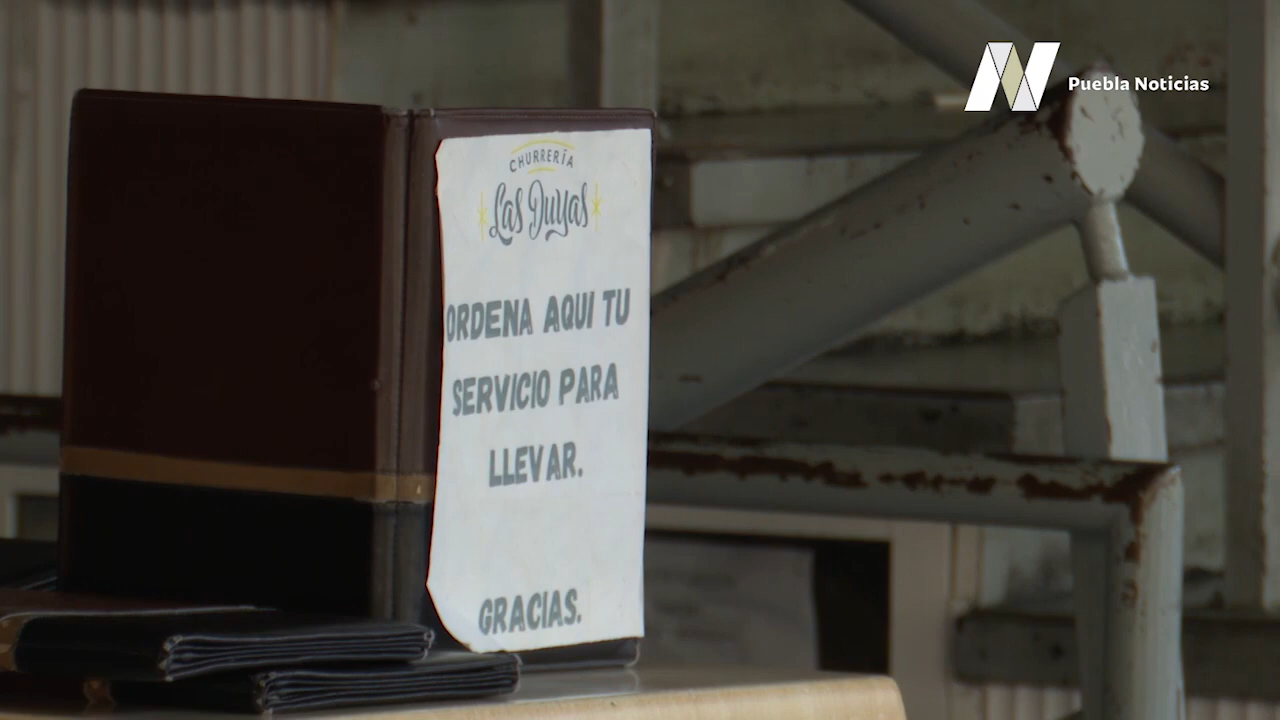 Puebla Noticias
CHURRERÍA
Las Duyas
ORDENA AQUI TU
SERVICIO PARA
LLEVAR.
GRACIAS.